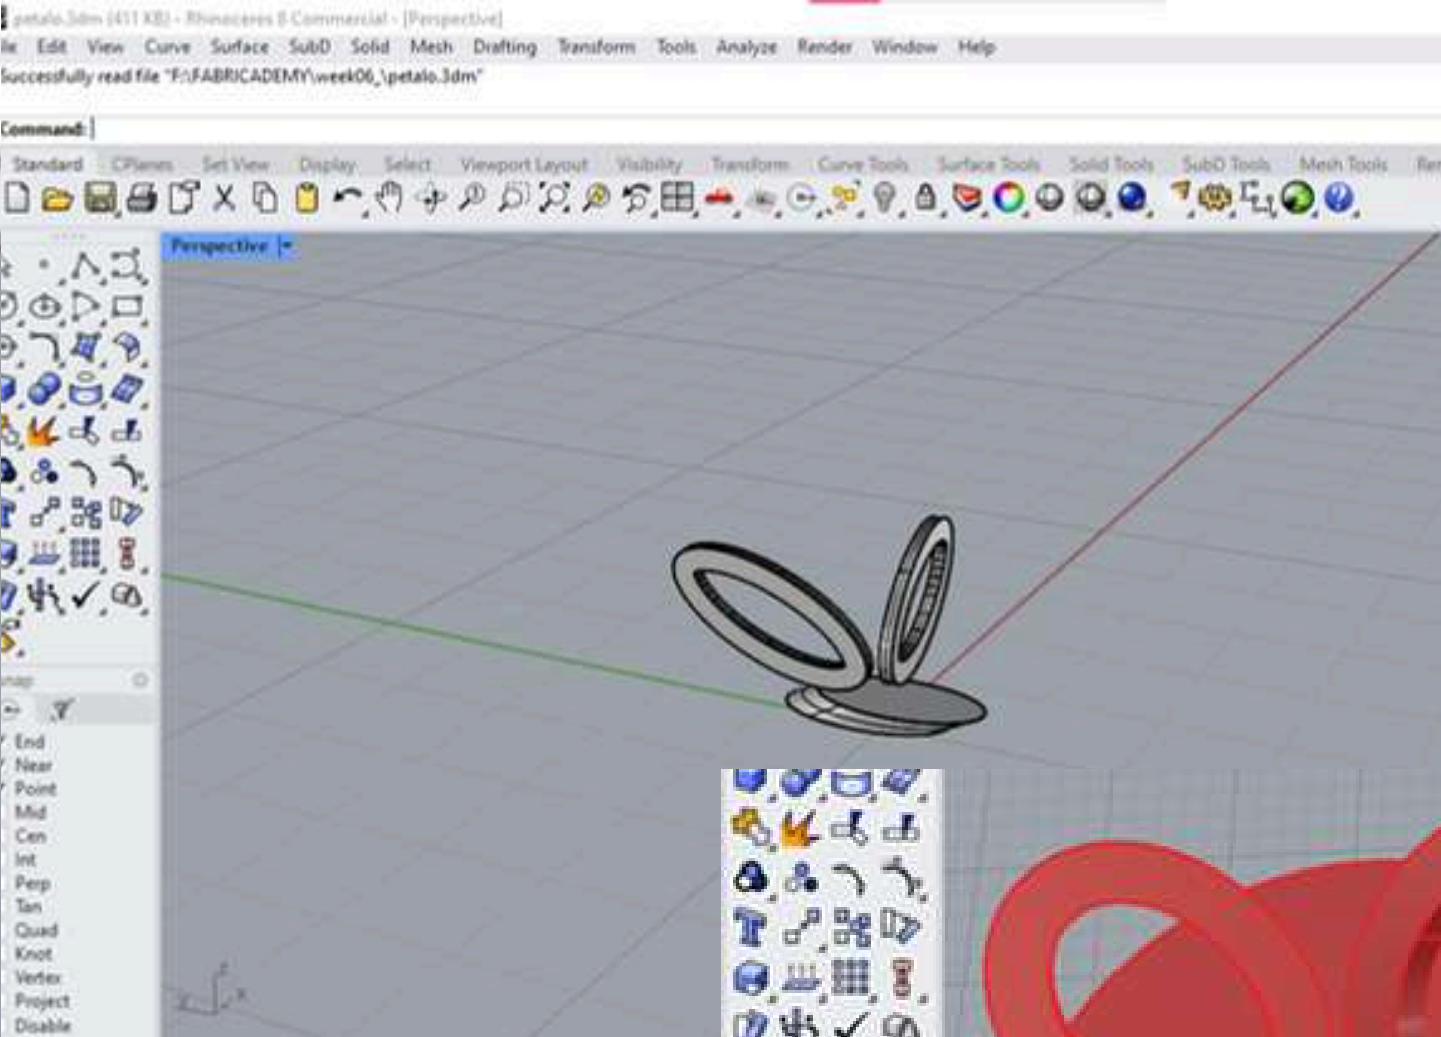 petalo.3dm (411 KB) - Rhinoceros 8 Commercial - [Perspective]
Edit View Curve Surface SubD Solid Mesh Drafting Transform Tools Analyze Render Window Help
Successfully read file "F:\FABRICADEMY\week06_\petalo.3dm"
Command:
Standard CPlanes Set View Display Select Viewport Layout Visibility Transform Curve Tools Surface Tools Solid Tools SubD Tools Mesh Tools Ren
Perspective
End
Near
Point
Mid
Cen
Int
Perp
Tan
Quad
Knot
Vertex
Project
Disable
z
y x